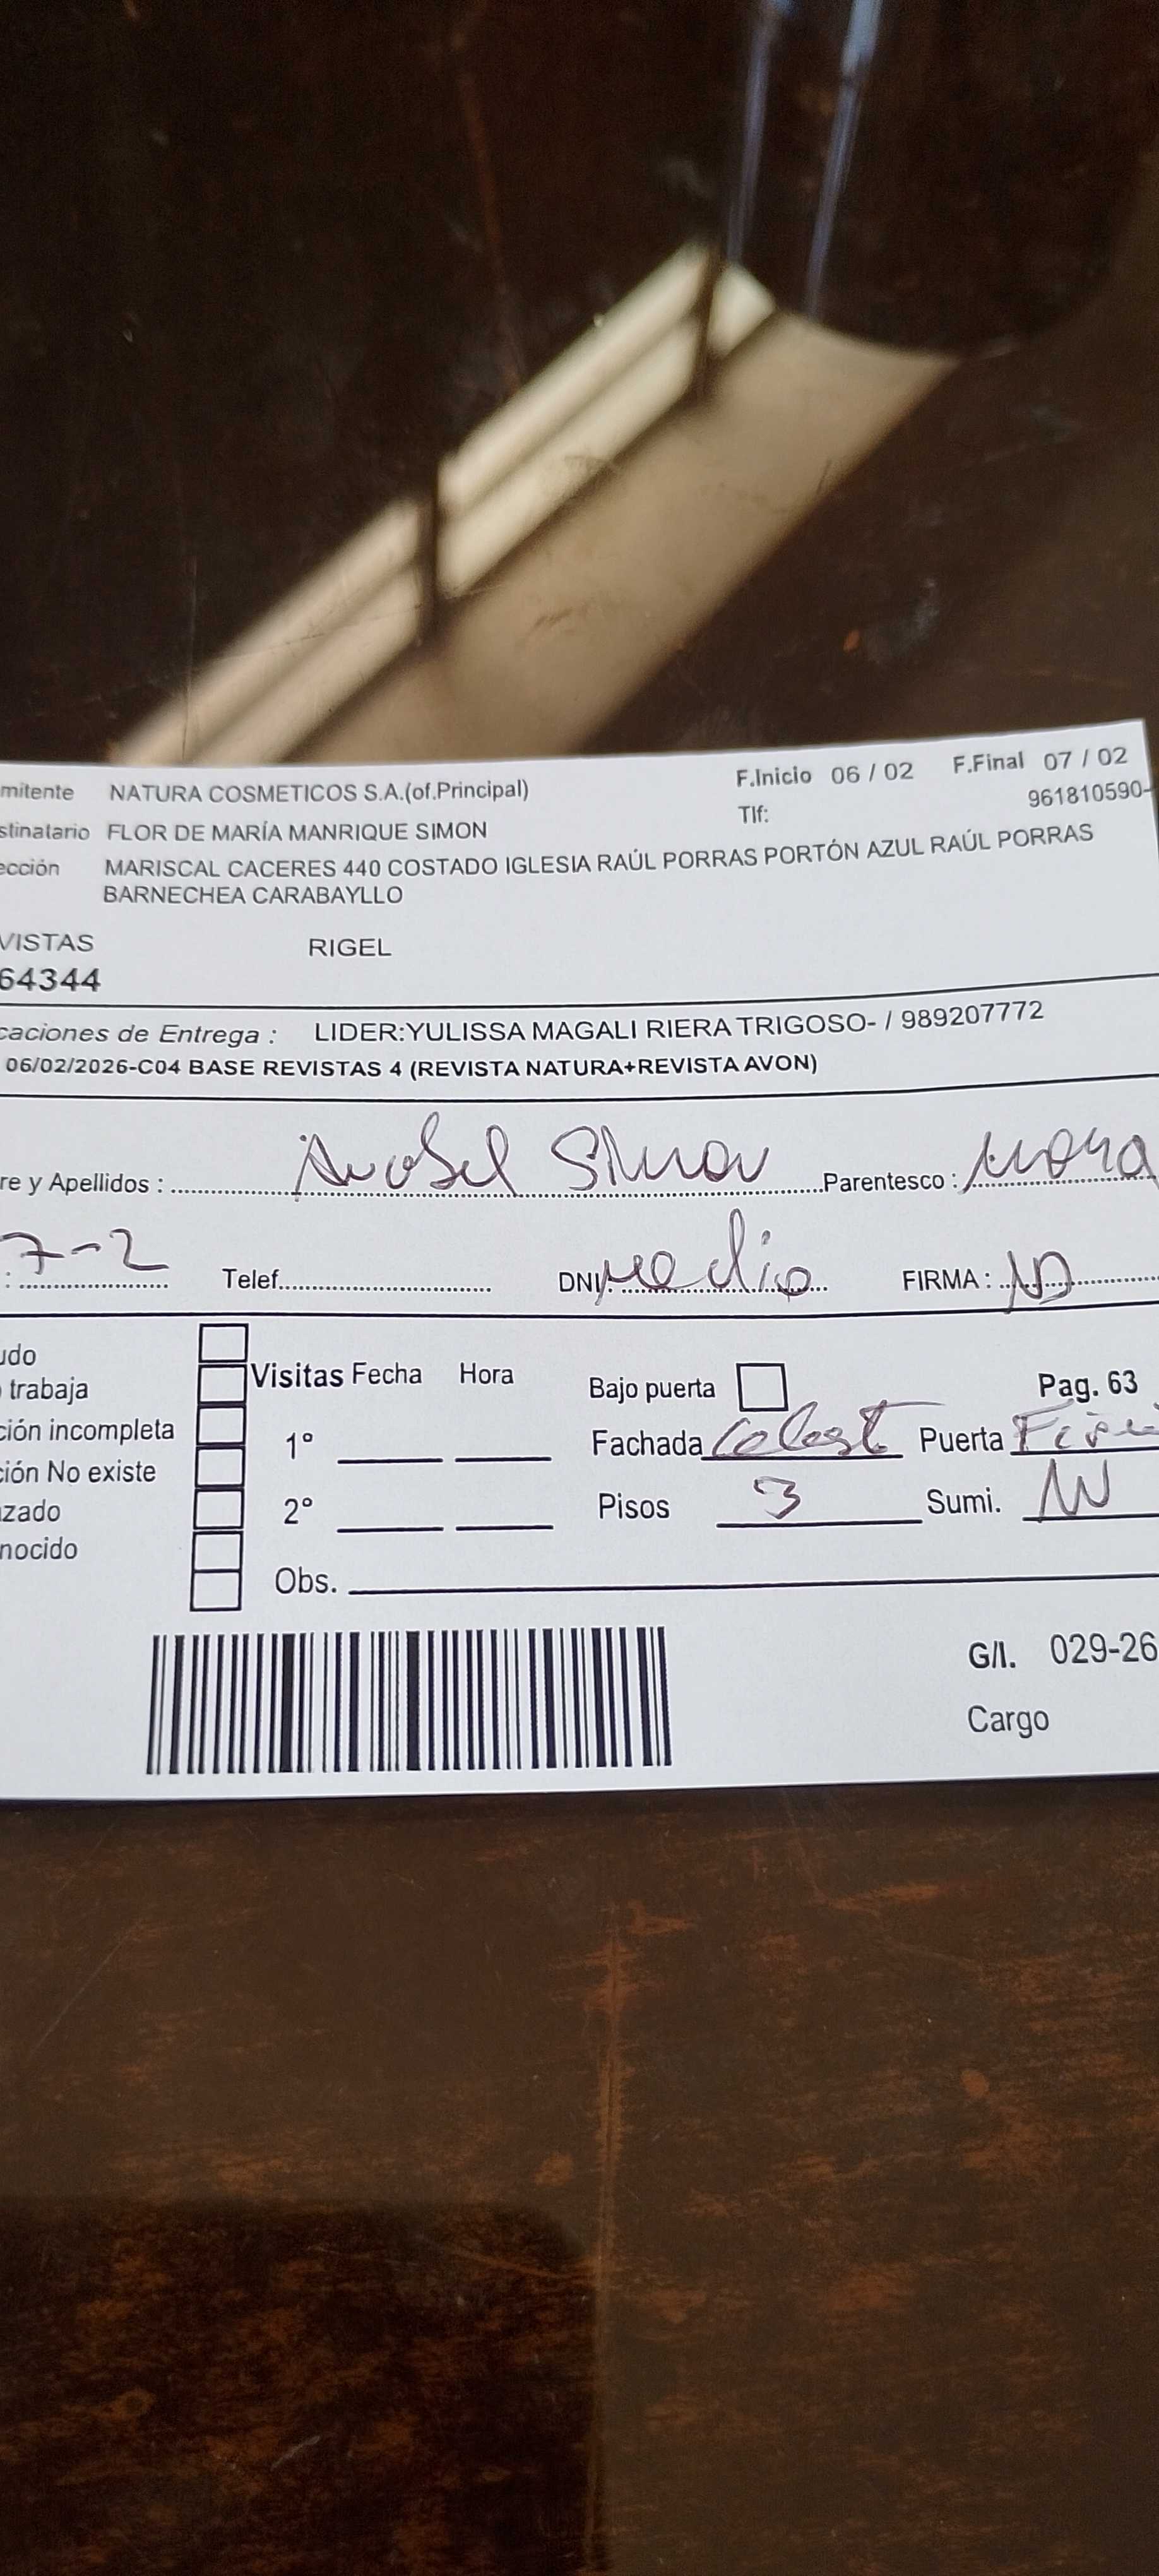 mitente NATURA COSMETICOS S.A.(of.Principal) F.Inicio 06 / 02 F.Final 07 / 02
stinatario FLOR DE MARÍA MANRIQUE SIMON Tlf: 961810590-
ección MARISCAL CACERES 440 COSTADO IGLESIA RAÚL PORRAS PORTÓN AZUL RAÚL PORRAS
BARNECHEA CARABAYLLO
VISTAS RIGEL
64344
caciones de Entrega : LIDER:YULISSA MAGALI RIERA TRIGOSO- / 989207772
06/02/2026-C04 BASE REVISTAS 4 (REVISTA NATURA+REVISTA AVON)
re y Apellidos : Simon Parentesco :
: 7-2 Telef. DNI: FIRMA :
udo
trabaja Visitas Fecha Hora Bajo puerta Pag. 63
ción incompleta 1° Fachada Celest Puerta
ción No existe
zado 2° Pisos 3 Sumi.
nocido
Obs.
G/I. 029-26
Cargo